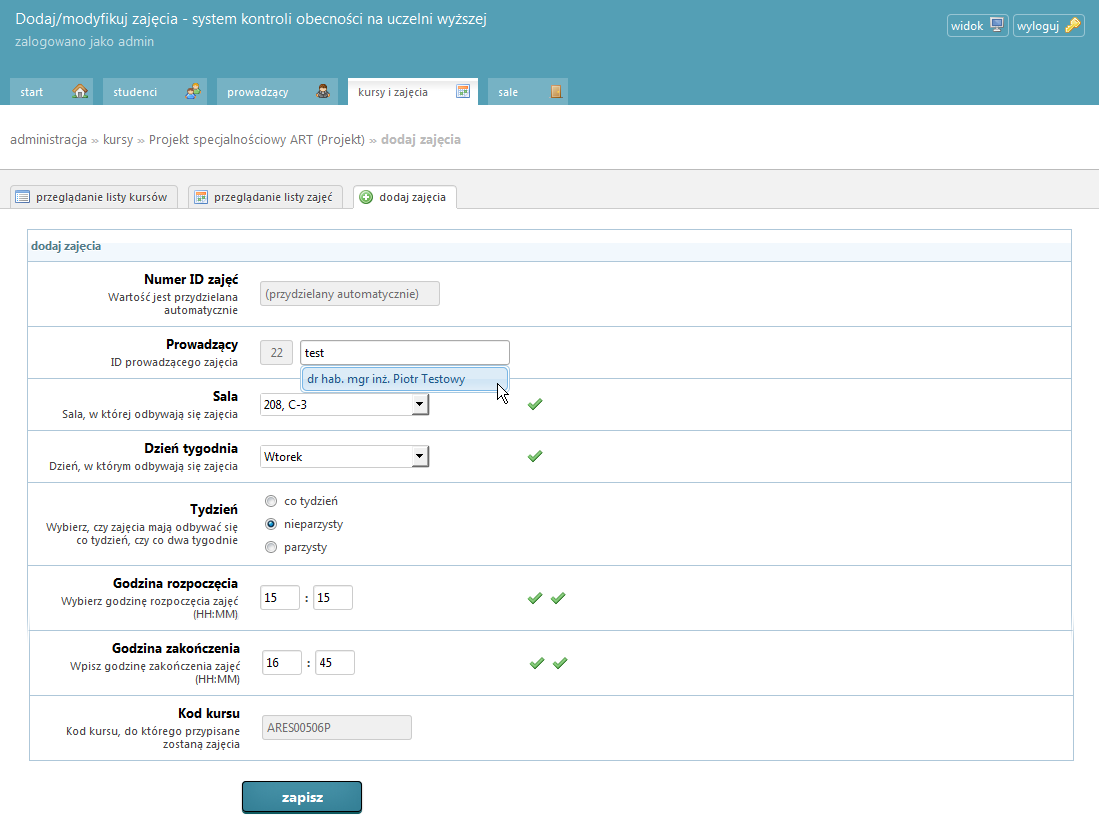 Dodaj/modyfikuj zajęcia - system kontroli obecności na uczelni wyższej
zalogowano jako admin
widok
wyloguj
start
studenci
prowadzący
kursy i zajęcia
sale
administracja » kursy » Projekt specjalnościowy ART (Projekt) » dodaj zajęcia
przeglądanie listy kursów
przeglądanie listy zajęć
dodaj zajęcia
dodaj zajęcia
Numer ID zajęć
Wartość jest przydzielana
automatycznie
(przydzielany automatycznie)
Prowadzący
ID prowadzącego zajęcia
22
test
dr hab. mgr inż. Piotr Testowy
Sala
Sala, w której odbywają się zajęcia
208, C-3
Dzień tygodnia
Dzień, w którym odbywają się zajęcia
Wtorek
Tydzień
Wybierz, czy zajęcia mają odbywać się
co tydzień, czy co dwa tygodnie
co tydzień
nieparzysty
parzysty
Godzina rozpoczęcia
Wybierz godzinę rozpoczęcia zajęć
(HH:MM)
15 : 15
Godzina zakończenia
Wpisz godzinę zakończenia zajęć
(HH:MM)
16 : 45
Kod kursu
Kod kursu, do którego przypisane
zostaną zajęcia
ARES00506P
zapisz